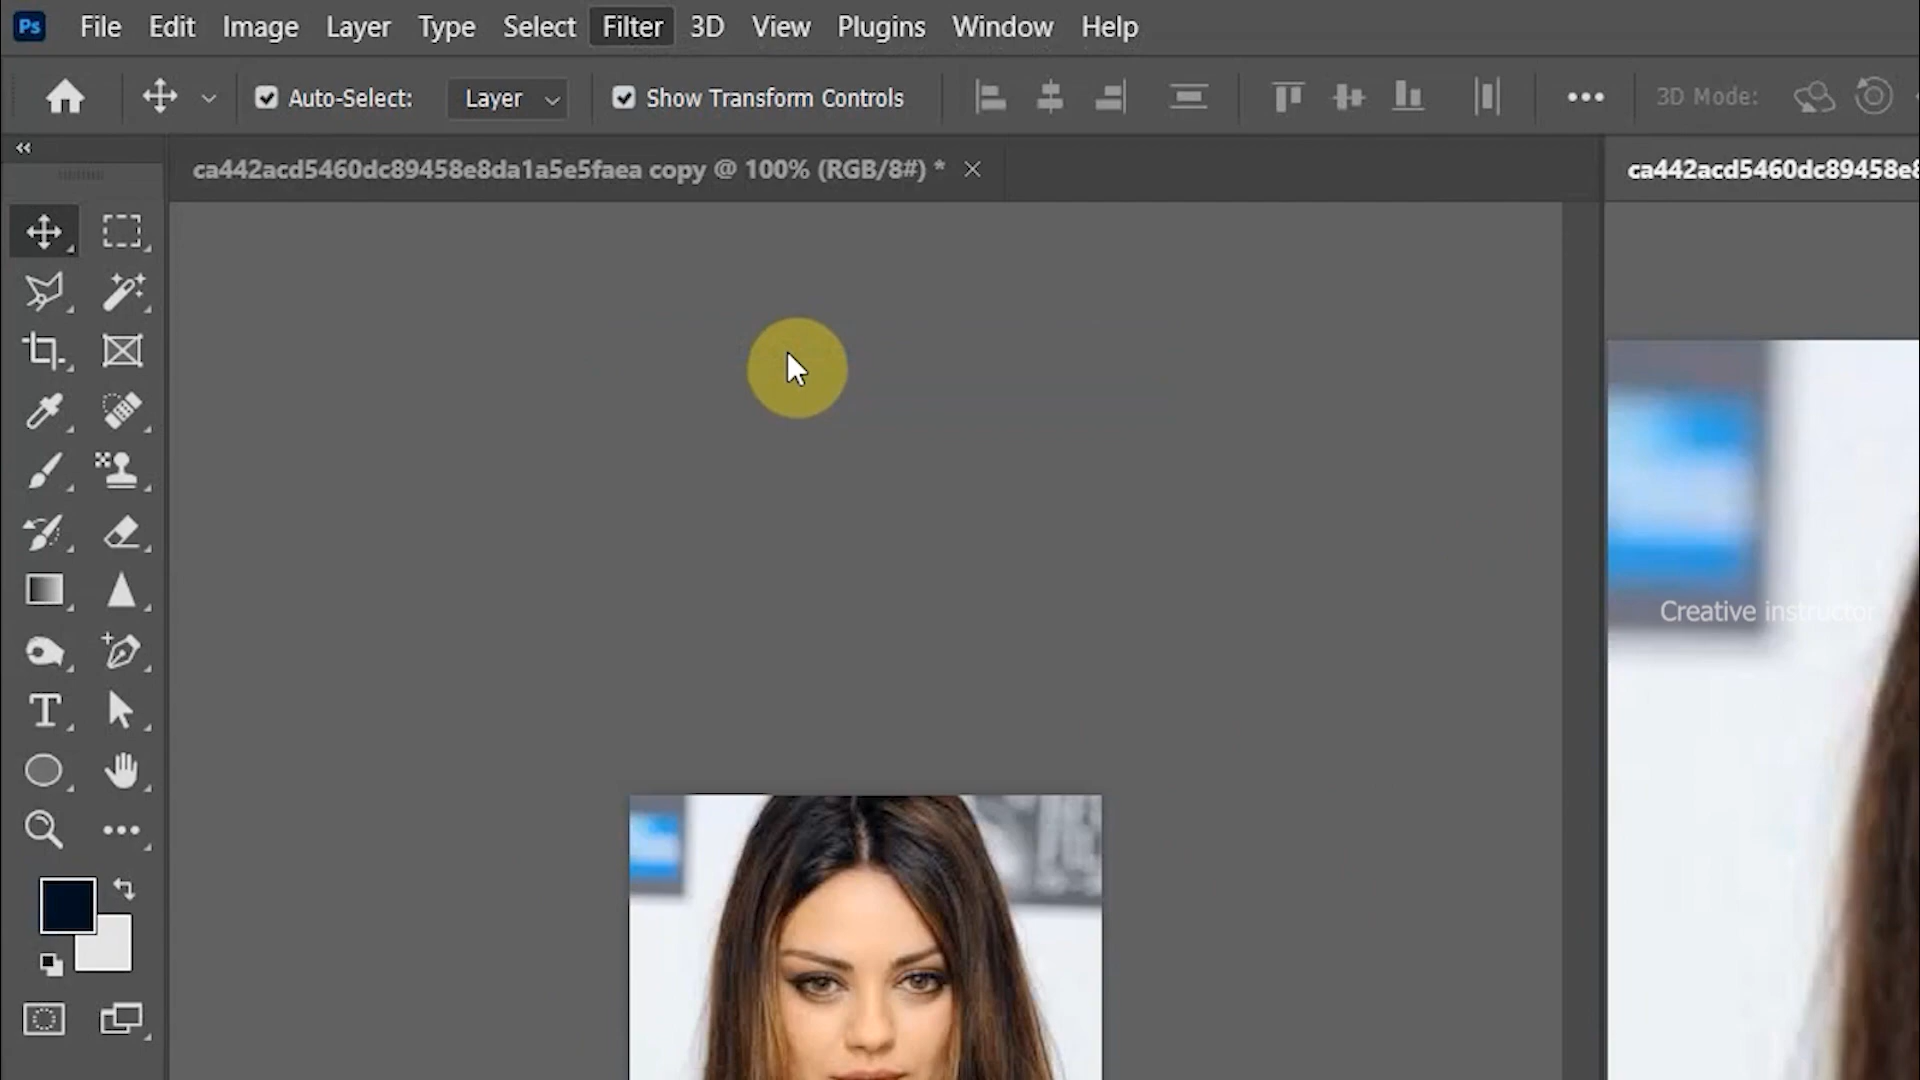 Ps File Edit Image Layer Type Select Filter 3D View Plugins Window Help
Auto-Select: Layer Show Transform Controls 3D Mode:
ca442acd5460dc89458e8da1a5e5faea copy @ 100% (RGB/8#) * ca442acd5460dc89458e8
Creative instructor